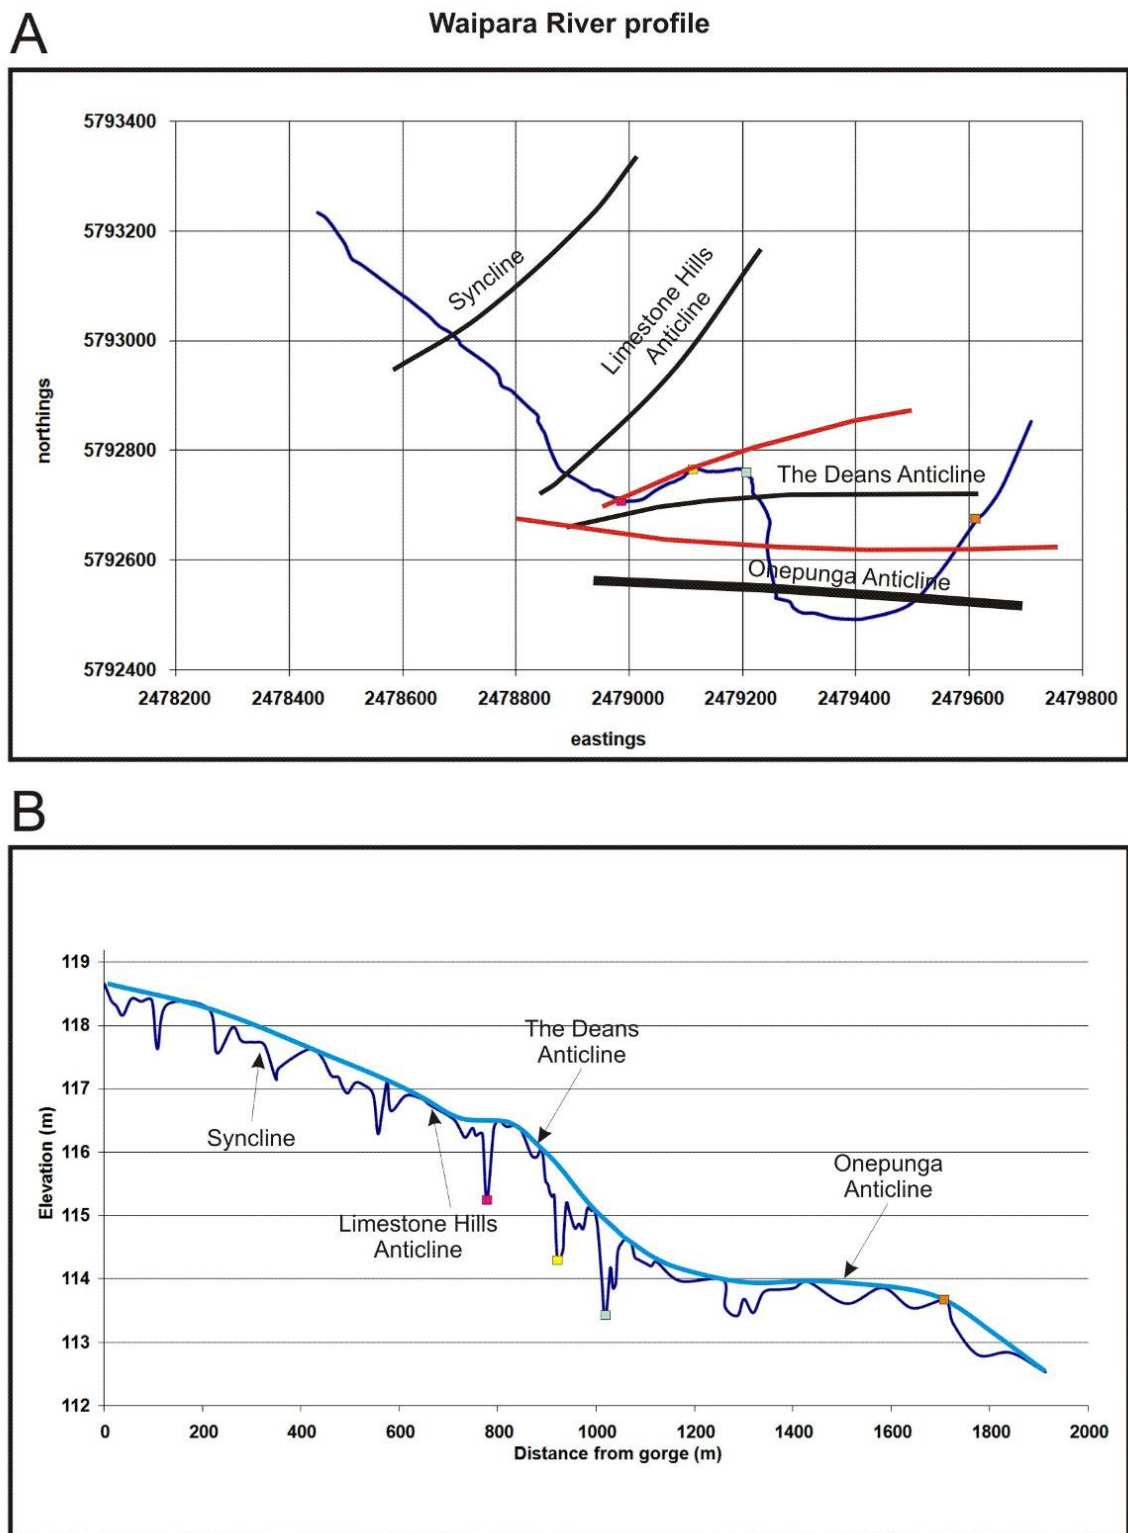 A
Waipara River profile
5793400
5793200
5793000
5792800
5792600
5792400
northings
Syncline
Limestone Hills
Anticline
The Deans Anticline
Onepunga Anticline
2478200 2478400 2478600 2478800 2479000 2479200 2479400 2479600 2479800
eastings
B
119
118
117
116
115
114
113
112
Elevation (m)
The Deans
Anticline
Syncline
Limestone Hills
Anticline
Onepunga
Anticline
0 200 400 600 800 1000 1200 1400 1600 1800 2000
Distance from gorge (m)